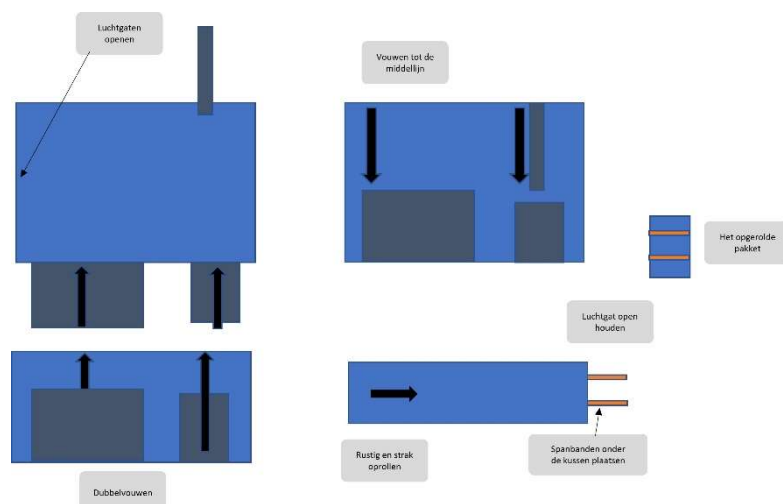 Luchtgaten
openen
Vouwen tot de
middellijn
Het opgerolde
pakket
Luchtgat open
houden
Rustig en strak
oprollen
Spanbanden onder
de kussen plaatsen
Dubbelvouwen